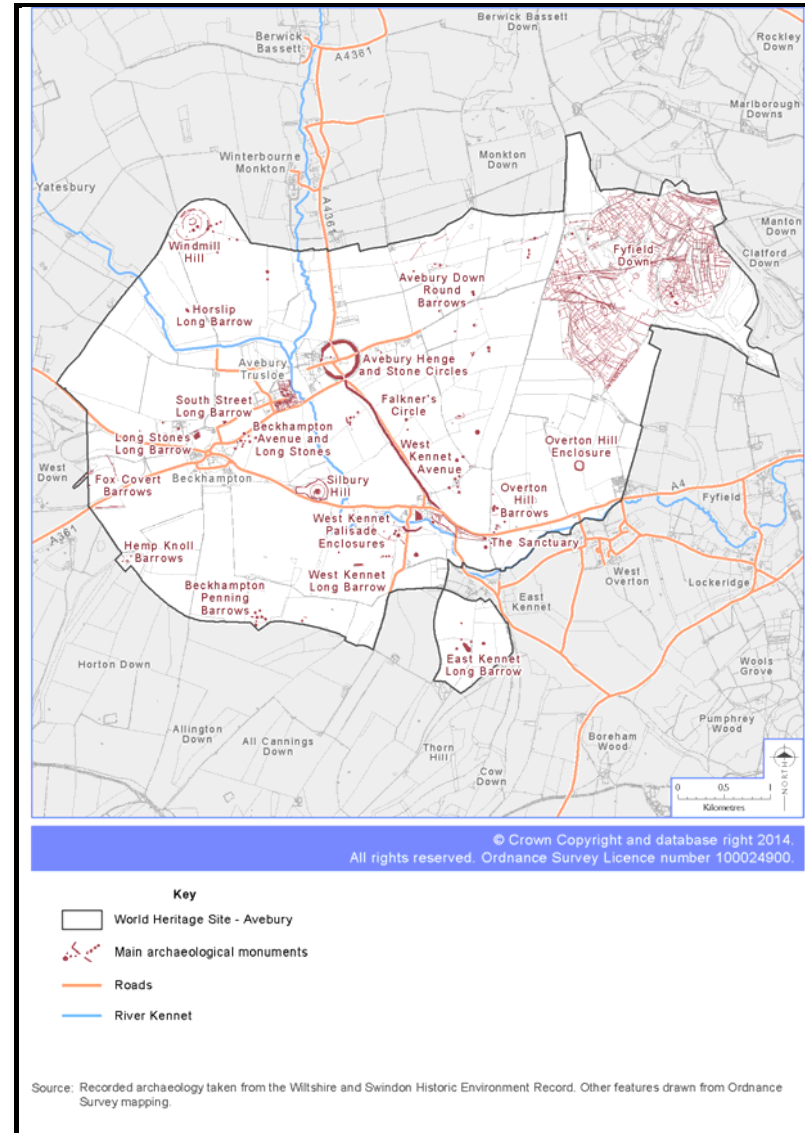 Berwick Bassett
Down
Berwick
Bassett
A4361
Rockley
Down
Marlborough
Downs
Winterbourne
Monkton
Monkton
Down
Yatesbury
A4361
Manton
Down
Clatford
Down
Windmill
Hill
Fyfield
Down
Avebury Down
Round
Barrows
Horslip
Long Barrow
Avebury
Trusloe
Avebury Henge
and Stone Circles
South Street
Long Barrow
Falkner's
Circle
Beckhampton
Avenue and
Long Stones
Long Stones
Long Barrow
West
Kennet
Avenue
Overton Hill
Enclosure
West
Down
Fox Covert
Barrows
Beckhampton
Silbury
Hill
A4
Fyfield
Overton
Hill
Barrows
A361
West Kennet
Palisade
Enclosures
The Sanctuary
Hemp Knoll
Barrows
West Kennet
Long Barrow
West
Overton
Lockeridge
Beckhampton
Penning
Barrows
East
Kennet
East Kennet
Long Barrow
Horton Down
Wools
Grove
Allington
Down
All Cannings
Down
Thorn
Hill
Boreham
Wood
Pumphrey
Wood
Cow
Down
NORTH
0 0.5 1
Kilometres
© Crown Copyright and database right 2014.
All rights reserved. Ordnance Survey Licence number 100024900.
Key
World Heritage Site - Avebury
Main archaeological monuments
Roads
River Kennet
Source: Recorded archaeology taken from the Wiltshire and Swindon Historic Environment Record. Other features drawn from Ordnance
Survey mapping.